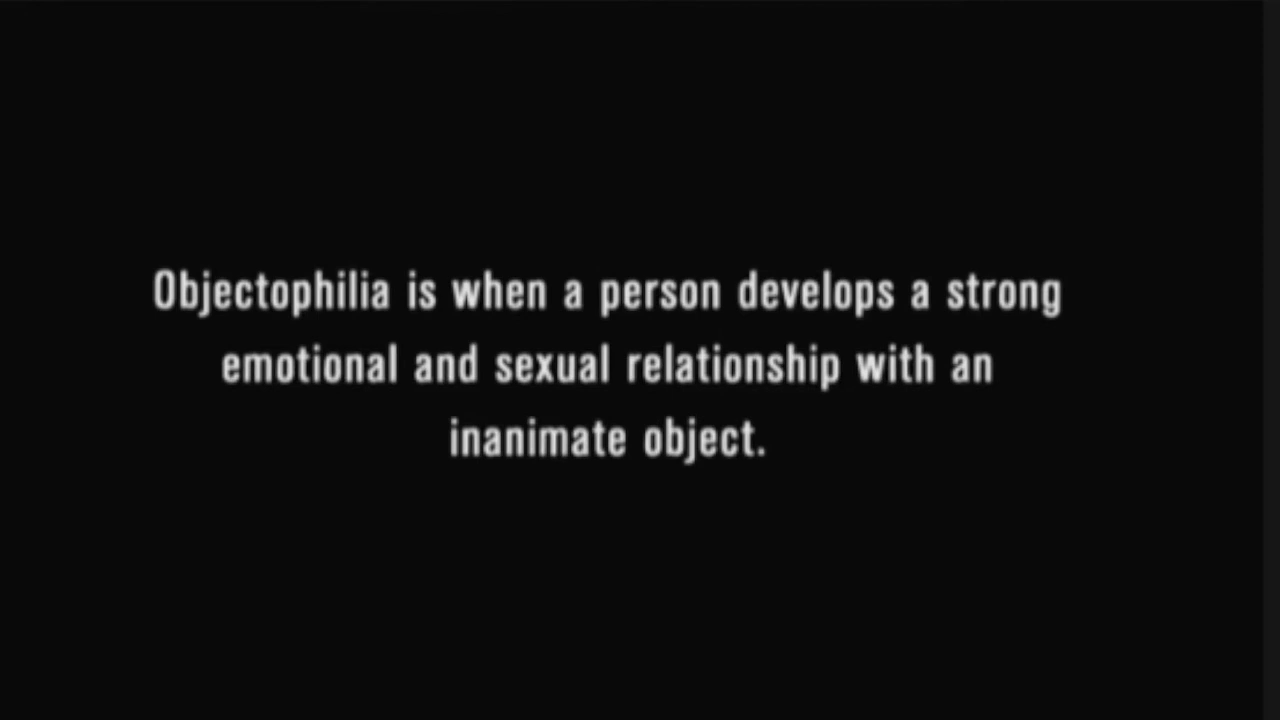 Objectophilia is when a person develops a strong
emotional and sexual relationship with an
inanimate object.